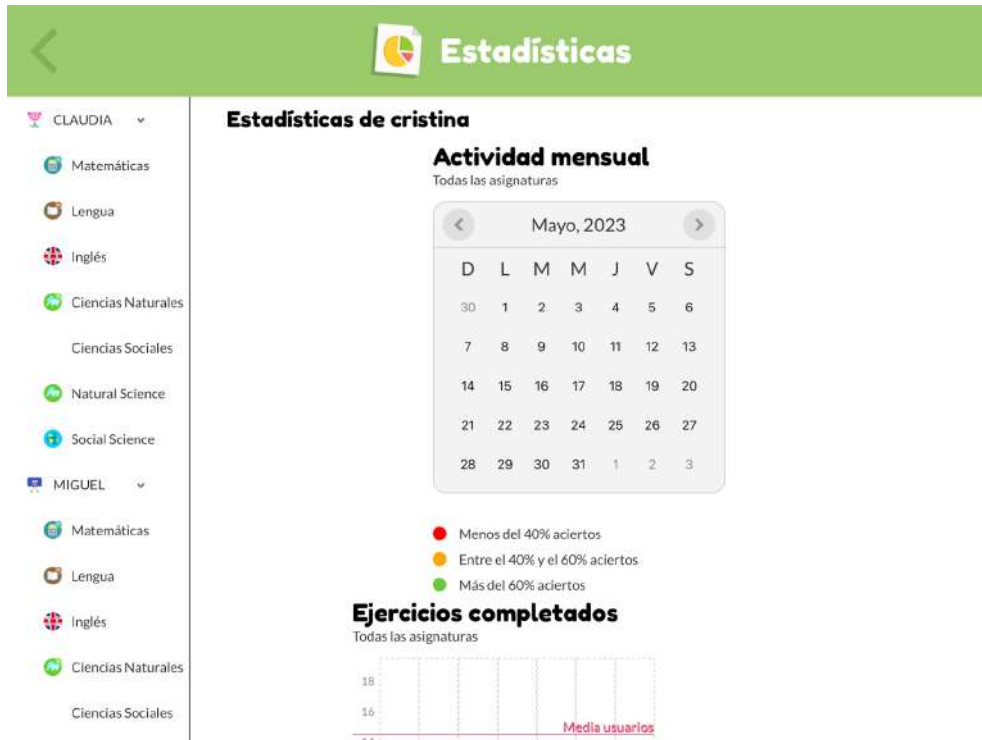 Estadísticas
CLAUDIA
Matemáticas
Lengua
Inglés
Ciencias Naturales
Ciencias Sociales
Natural Science
Social Science
MIGUEL
Matemáticas
Lengua
Inglés
Ciencias Naturales
Ciencias Sociales
Estadísticas de cristina
Actividad mensual
Todas las asignaturas
Mayo, 2023
D L M M J V S
30 1 2 3 4 5 6
7 8 9 10 11 12 13
14 15 16 17 18 19 20
21 22 23 24 25 26 27
28 29 30 31 1 2 3
Menos del 40% aciertos
Entre el 40% y el 60% aciertos
Más del 60% aciertos
Ejercicios completados
Todas las asignaturas
18
16
Media usuarios